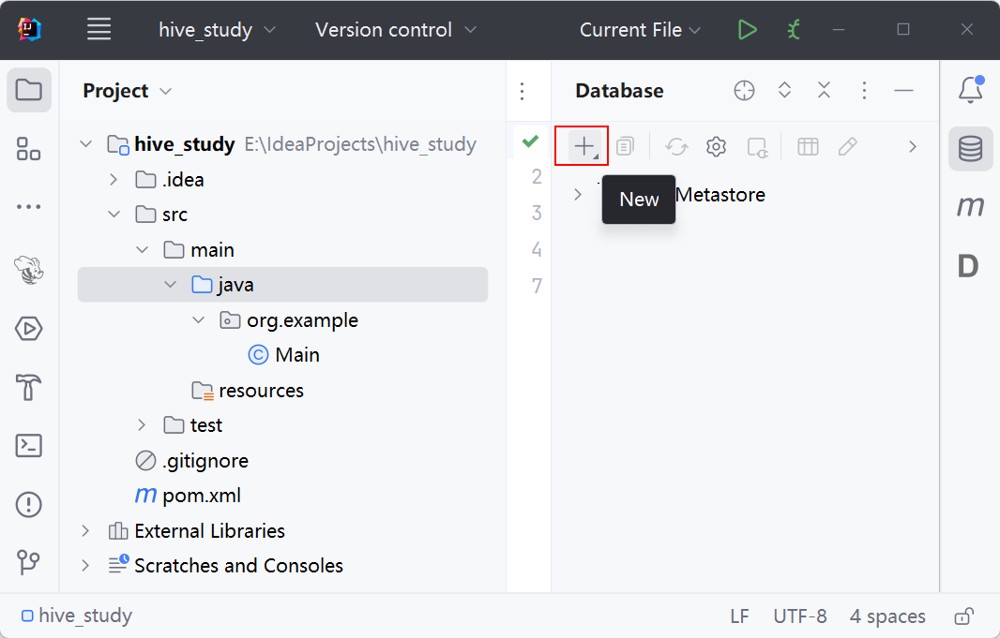 hive_study Version control Current File
Project
Database
hive_study E:\IdeaProjects\hive_study
.idea
src
main
java
org.example
Main
resources
test
.gitignore
m pom.xml
External Libraries
Scratches and Consoles
2
3
4
7
New
Metastore
m
D
hive_study
LF UTF-8 4 spaces